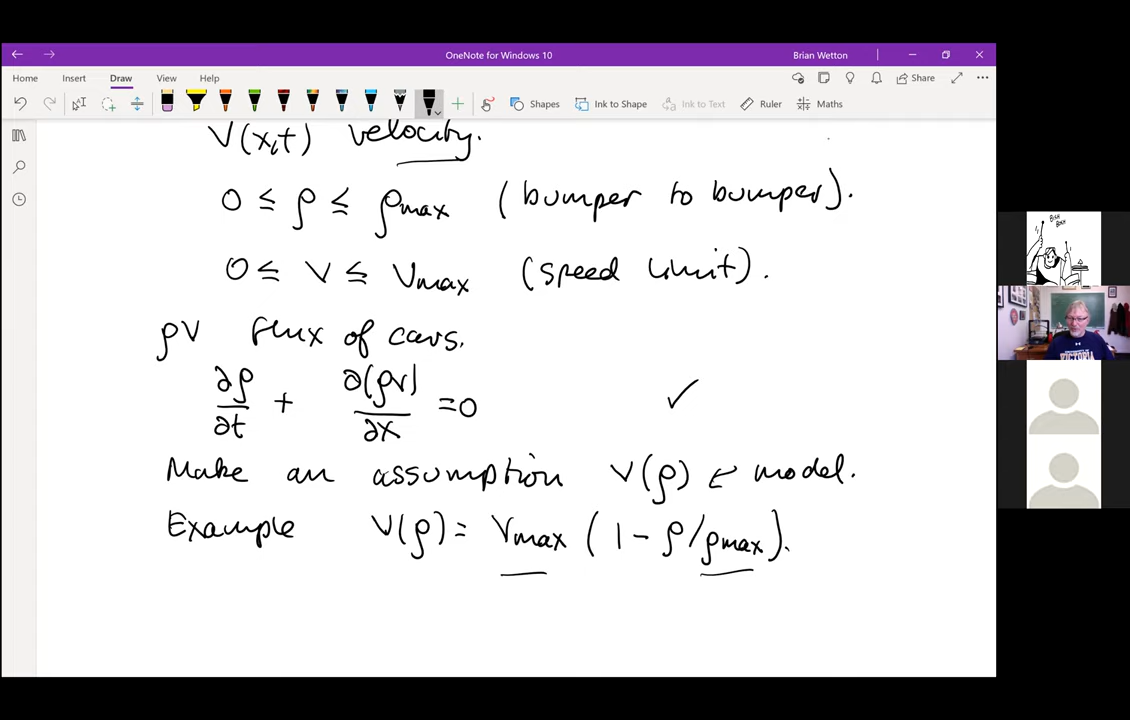 OneNote for Windows 10
Brian Wetton
Home Insert Draw View Help
Share
Shapes Ink to Shape Ink to Text Ruler Maths
V(x,t) velocity.
0 ≤ ρ ≤ ρmax (bumper to bumper).
0 ≤ V ≤ Vmax (speed limit).
ρV flux of cars.
∂ρ/∂t + ∂(ρv)/∂x = 0 ✓
Make an assumption V(ρ) ← model.
Example V(ρ) = Vmax (1 - ρ/ρmax).
VICTORIA